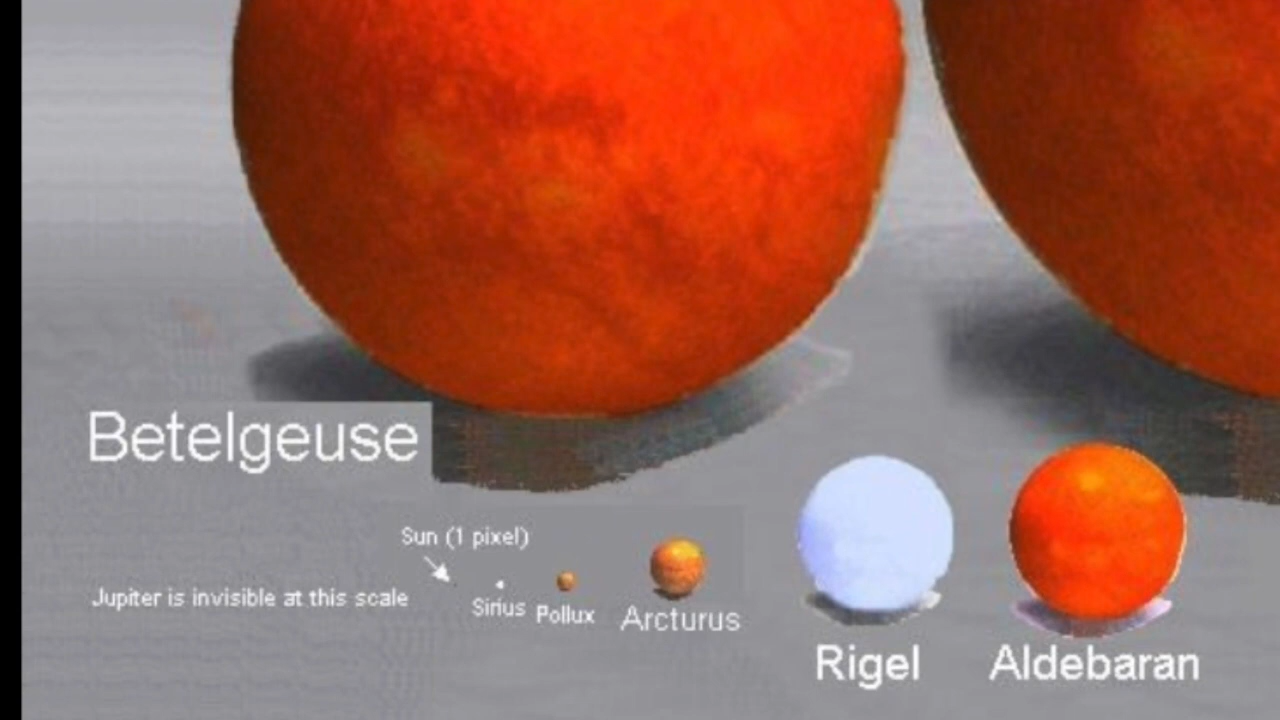 Betelgeuse
Sun (1 pixel)
Jupiter is invisible at this scale
Sirius
Pollux
Arcturus
Rigel
Aldebaran